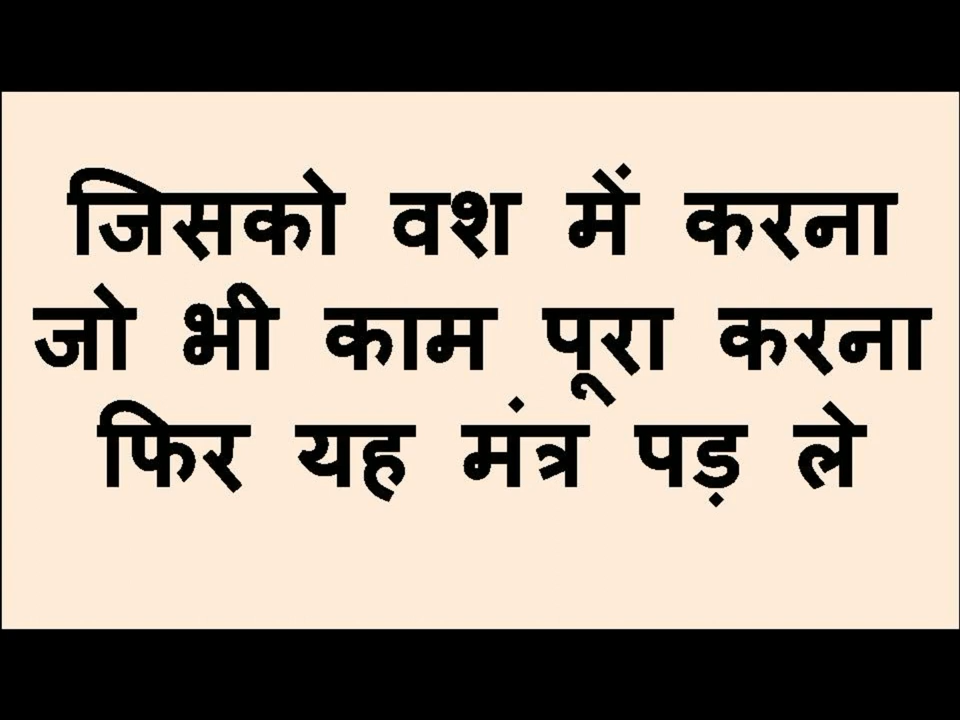 जिसको वश में करना
जो भी काम पूरा करना
फिर यह मंत्र पड़ ले